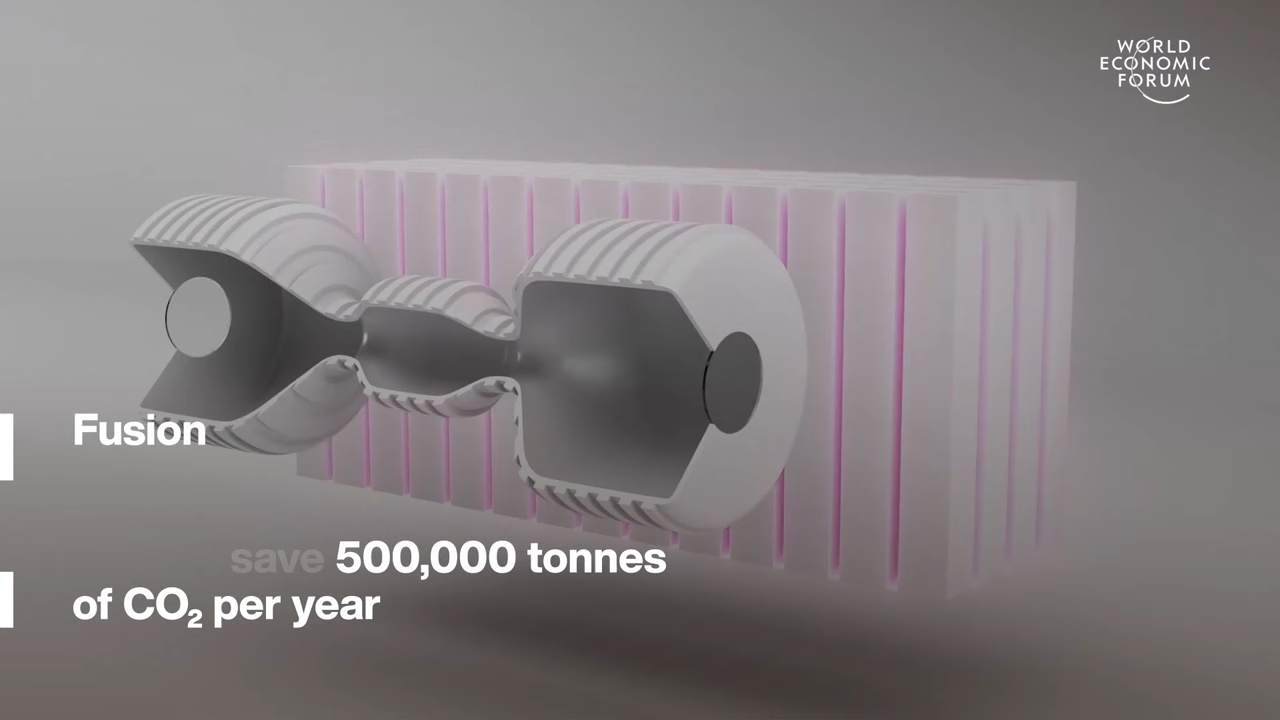 WORLD
ECONOMIC
FORUM
Fusion
save 500,000 tonnes
of CO₂ per year